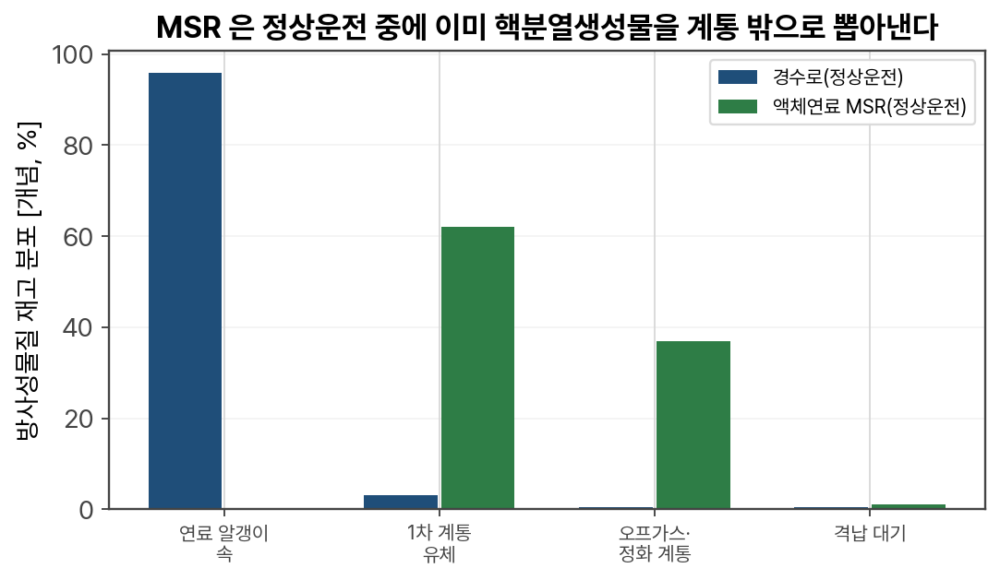 MSR 은 정상운전 중에 이미 핵분열생성물을 계통 밖으로 뽑아낸다
경수로(정상운전)
액체연료 MSR(정상운전)
방사성물질 재고 분포 [개념, %]
100
80
60
40
20
0
연료 알갱이
속
1차 계통
유체
오프가스·
정화 계통
격납 대기